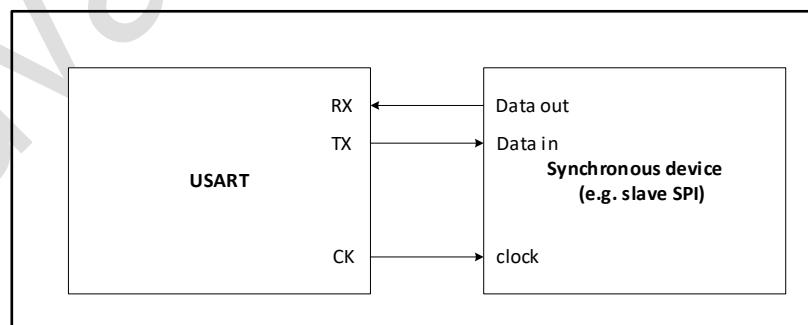 RX
Data out
TX
Data in
USART
Synchronous device
(e.g. slave SPI)
CK
clock